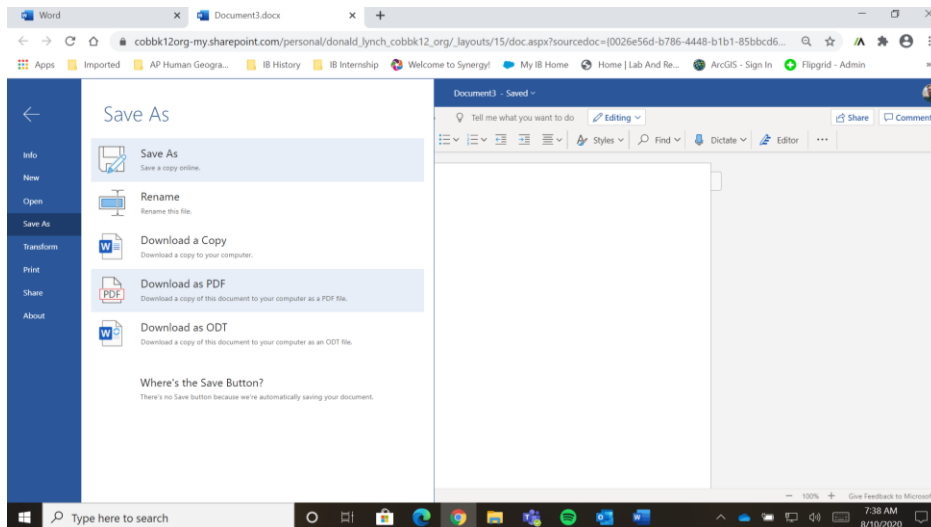 Word
Document3.docx
cobbk12org-my.sharepoint.com/personal/donald_lynch_cobbk12_org/_layouts/15/doc.aspx?sourcedoc={0026e56d-b786-4448-b1b1-85bbcd6...
Apps Imported AP Human Geogra... IB History IB Internship Welcome to Synergy! My IB Home Home | Lab And Re... ArcGIS - Sign In Flipgrid - Admin »
Document3 - Saved
Save As
Tell me what you want to do Editing Share Comment
Styles Find Dictate Editor ...
Info
New
Open
Save As
Transform
Print
Share
About
Save As
Save a copy online.
Rename
Rename this file.
W
Download a Copy
Download a copy to your computer.
PDF
Download as PDF
Download a copy of this document to your computer as a PDF file.
W
Download as ODT
Download a copy of this document to your computer as an ODT file.
Where's the Save Button?
There's no Save button because we're automatically saving your document.
100% Give Feedback to Microsoft
Type here to search
7:38 AM
8/10/2020